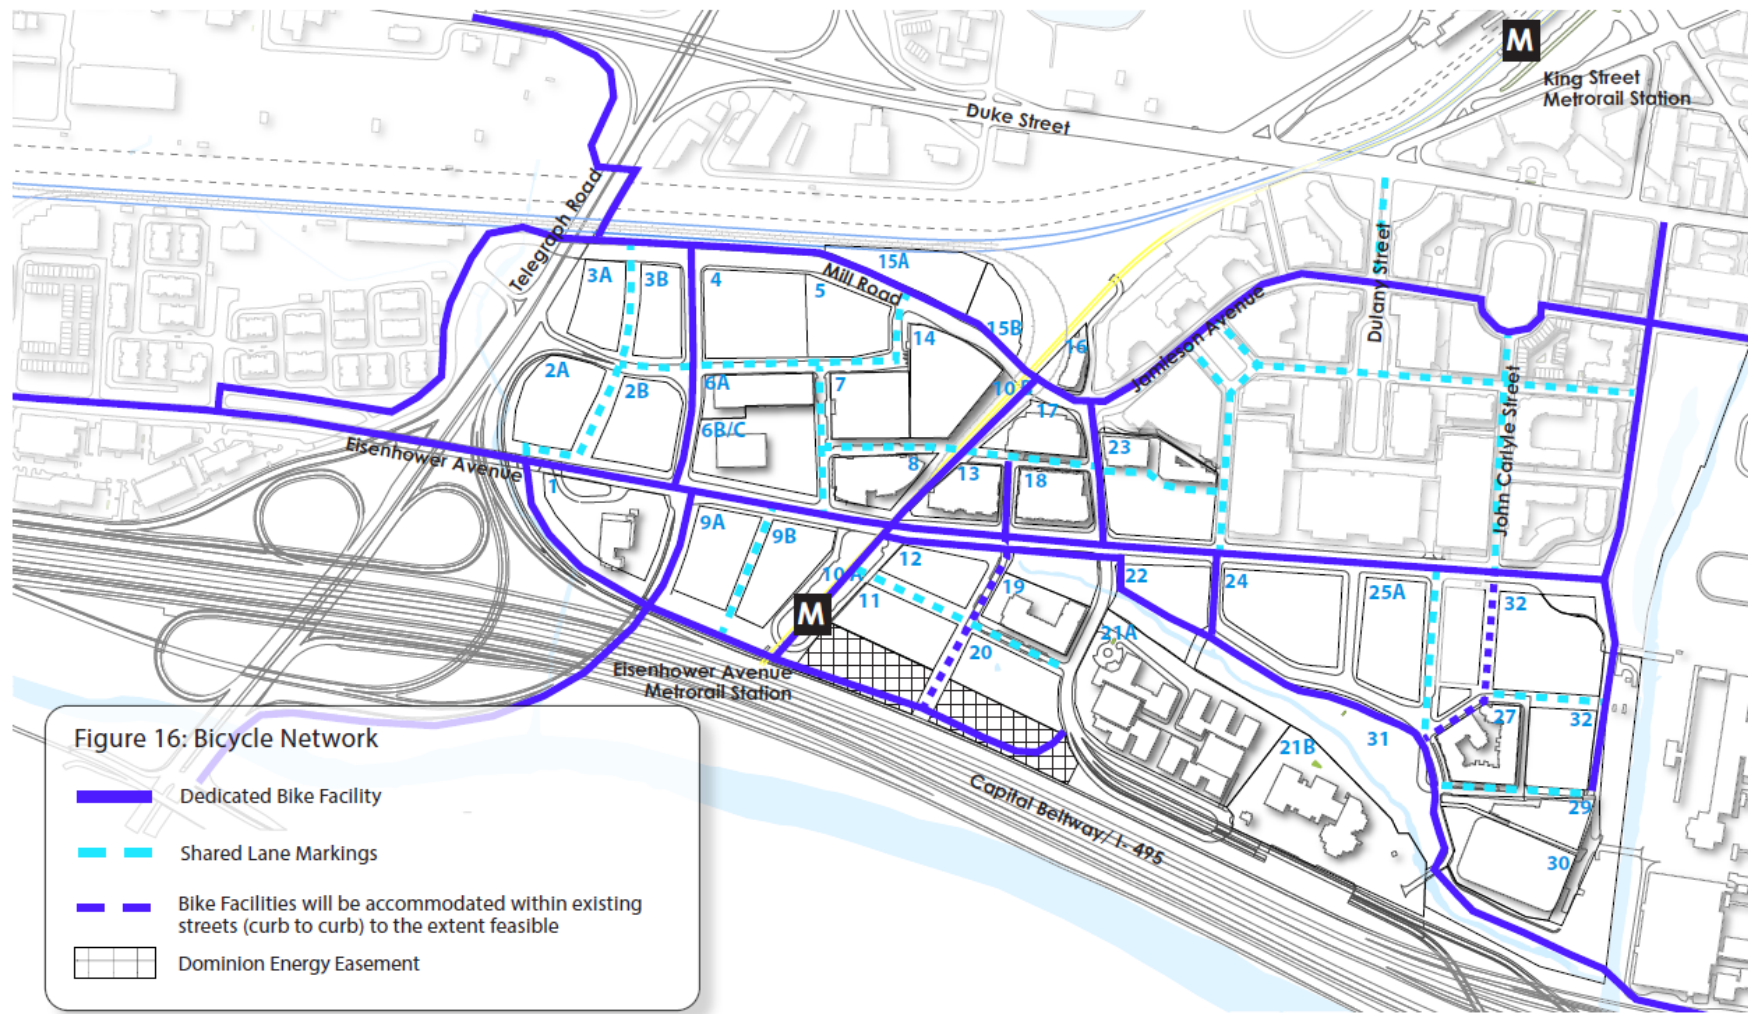 M
King Street
Metrorail Station
Duke Street
Telegraph Road
Dulany Street
15A
3A
3B
4
5
Mill Road
15B
14
16
Jamieson Avenue
2A
2B
6A
7
10
17
John Carlyle Street
6B/C
23
Eisenhower Avenue
8
13
18
1
9A
9B
12
10
11
19
22
24
25A
32
M
21A
20
Eisenhower Avenue
Metrorail Station
27
32
31
21B
Capital Beltway/ I- 495
29
30
Figure 16: Bicycle Network
Dedicated Bike Facility
Shared Lane Markings
Bike Facilities will be accommodated within existing
streets (curb to curb) to the extent feasible
Dominion Energy Easement